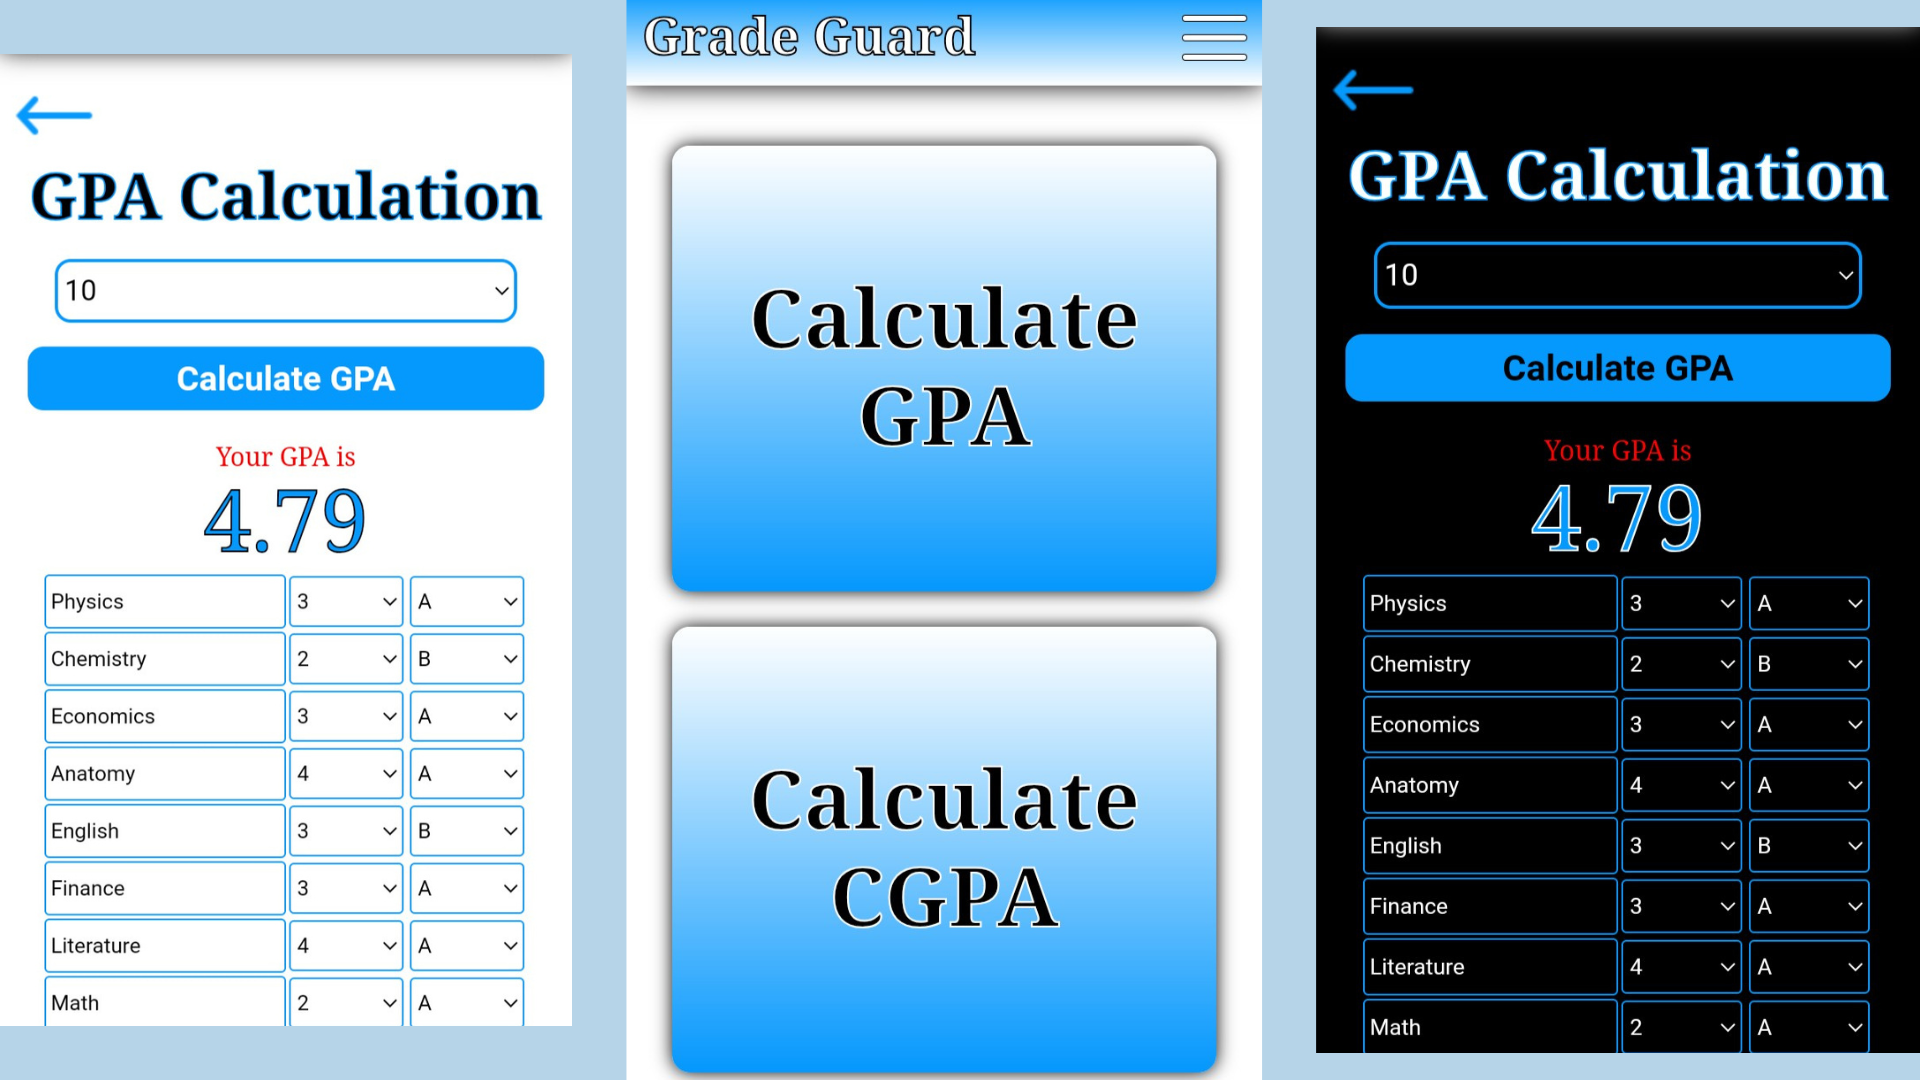 GPA Calculation
10
Calculate GPA
Your GPA is
4.79
Physics 3 A
Chemistry 2 B
Economics 3 A
Anatomy 4 A
English 3 B
Finance 3 A
Literature 4 A
Math 2 A
Grade Guard
Calculate
GPA
Calculate
CGPA
GPA Calculation
10
Calculate GPA
Your GPA is
4.79
Physics 3 A
Chemistry 2 B
Economics 3 A
Anatomy 4 A
English 3 B
Finance 3 A
Literature 4 A
Math 2 A